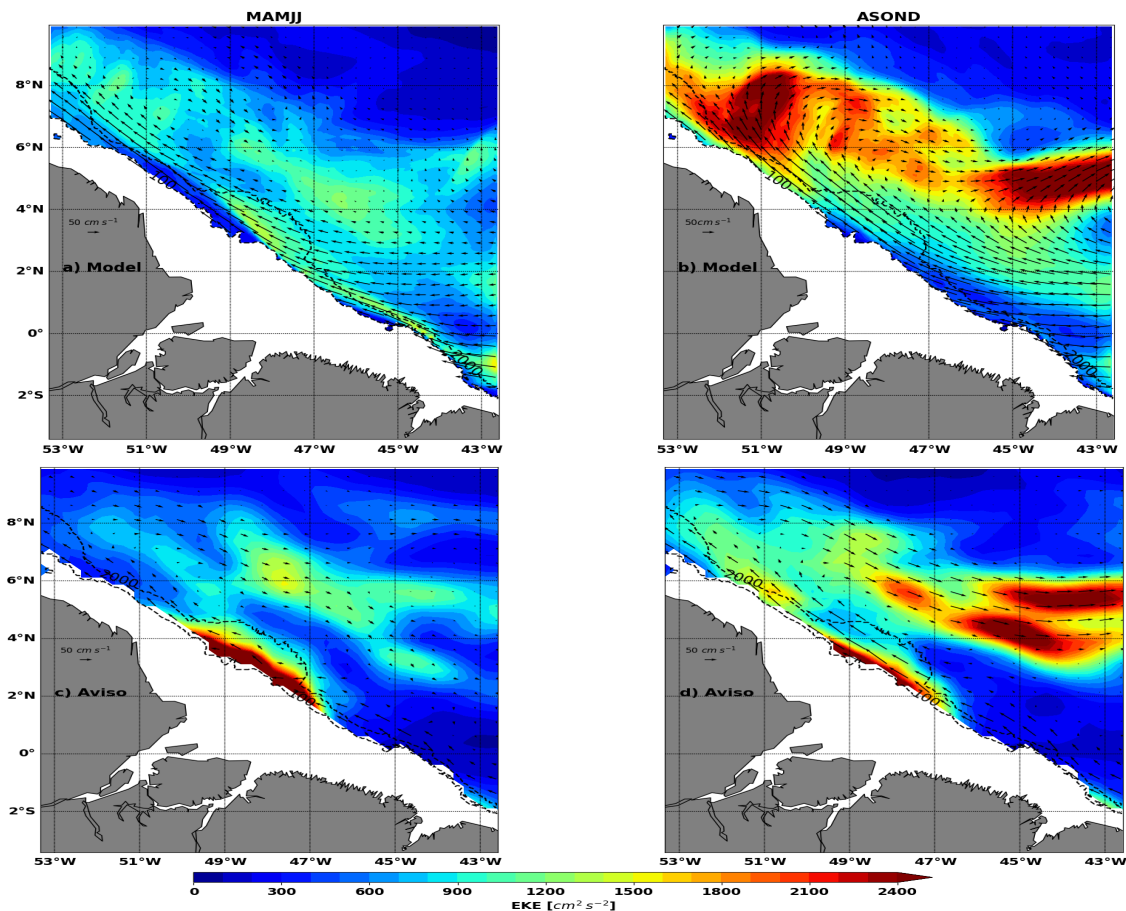 MAMJJ
ASOND
8°N
6°N
4°N
2°N
0°
2°S
100
2000
50 cm s⁻¹
a) Model
100
2000
50cm s⁻¹
b) Model
53°W 51°W 49°W 47°W 45°W 43°W
53°W 51°W 49°W 47°W 45°W 43°W
8°N
6°N
4°N
2°N
0°
2°S
2000
100
50 cm s⁻¹
c) Aviso
2000
100
50 cm s⁻¹
d) Aviso
53°W 51°W 49°W 47°W 45°W 43°W
53°W 51°W 49°W 47°W 45°W 43°W
0 300 600 900 1200 1500 1800 2100 2400
EKE [cm² s⁻²]